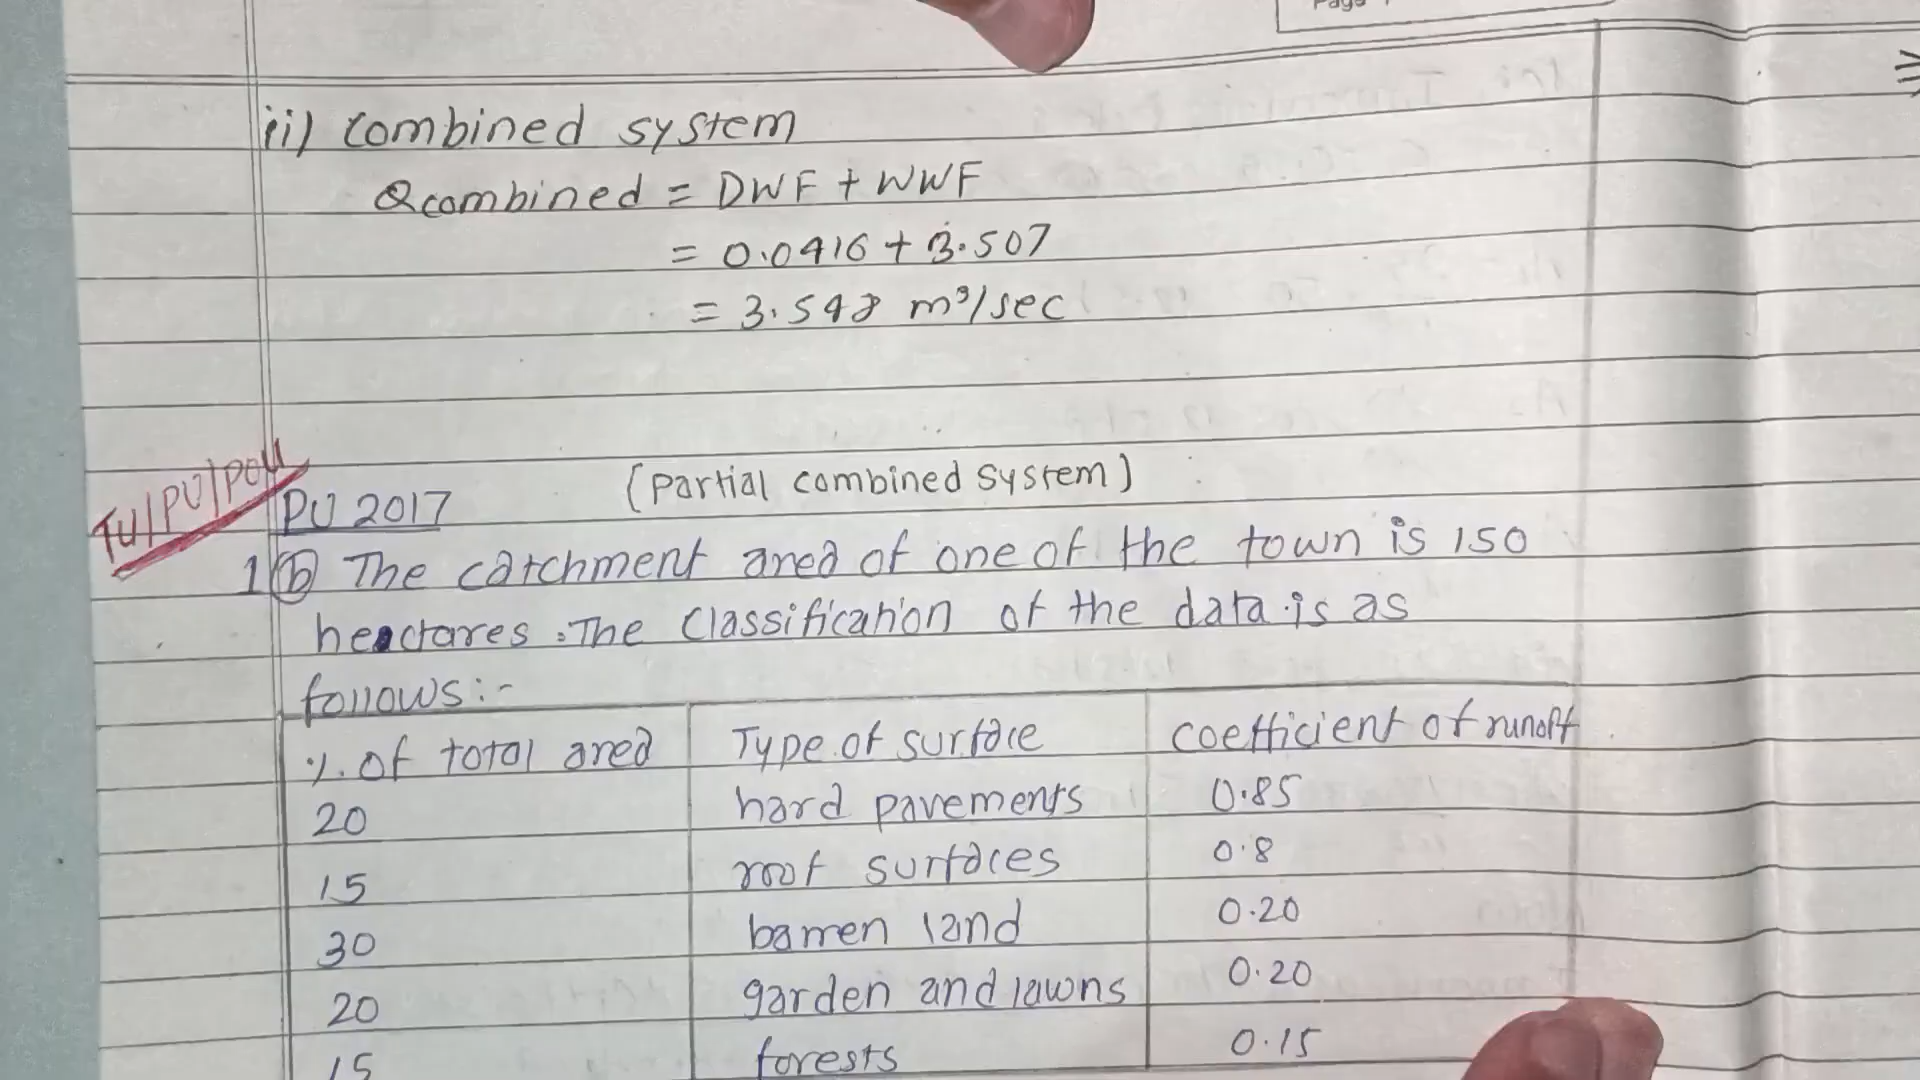 Page
ii) combined system
Qcombined = DWF + WWF
= 0.0416 + 3.507
= 3.548 m³/sec
TU/PU/POU
PU 2017 (Partial combined system)
1(b) The catchment area of one of the town is 150
hectares. The classification of the data is as
follows:-
%. of total area Type of surface coefficient of runoff
20 hard pavements 0.85
15 roof surfaces 0.8
30 barren land 0.20
20 garden and lawns 0.20
15 forests 0.15